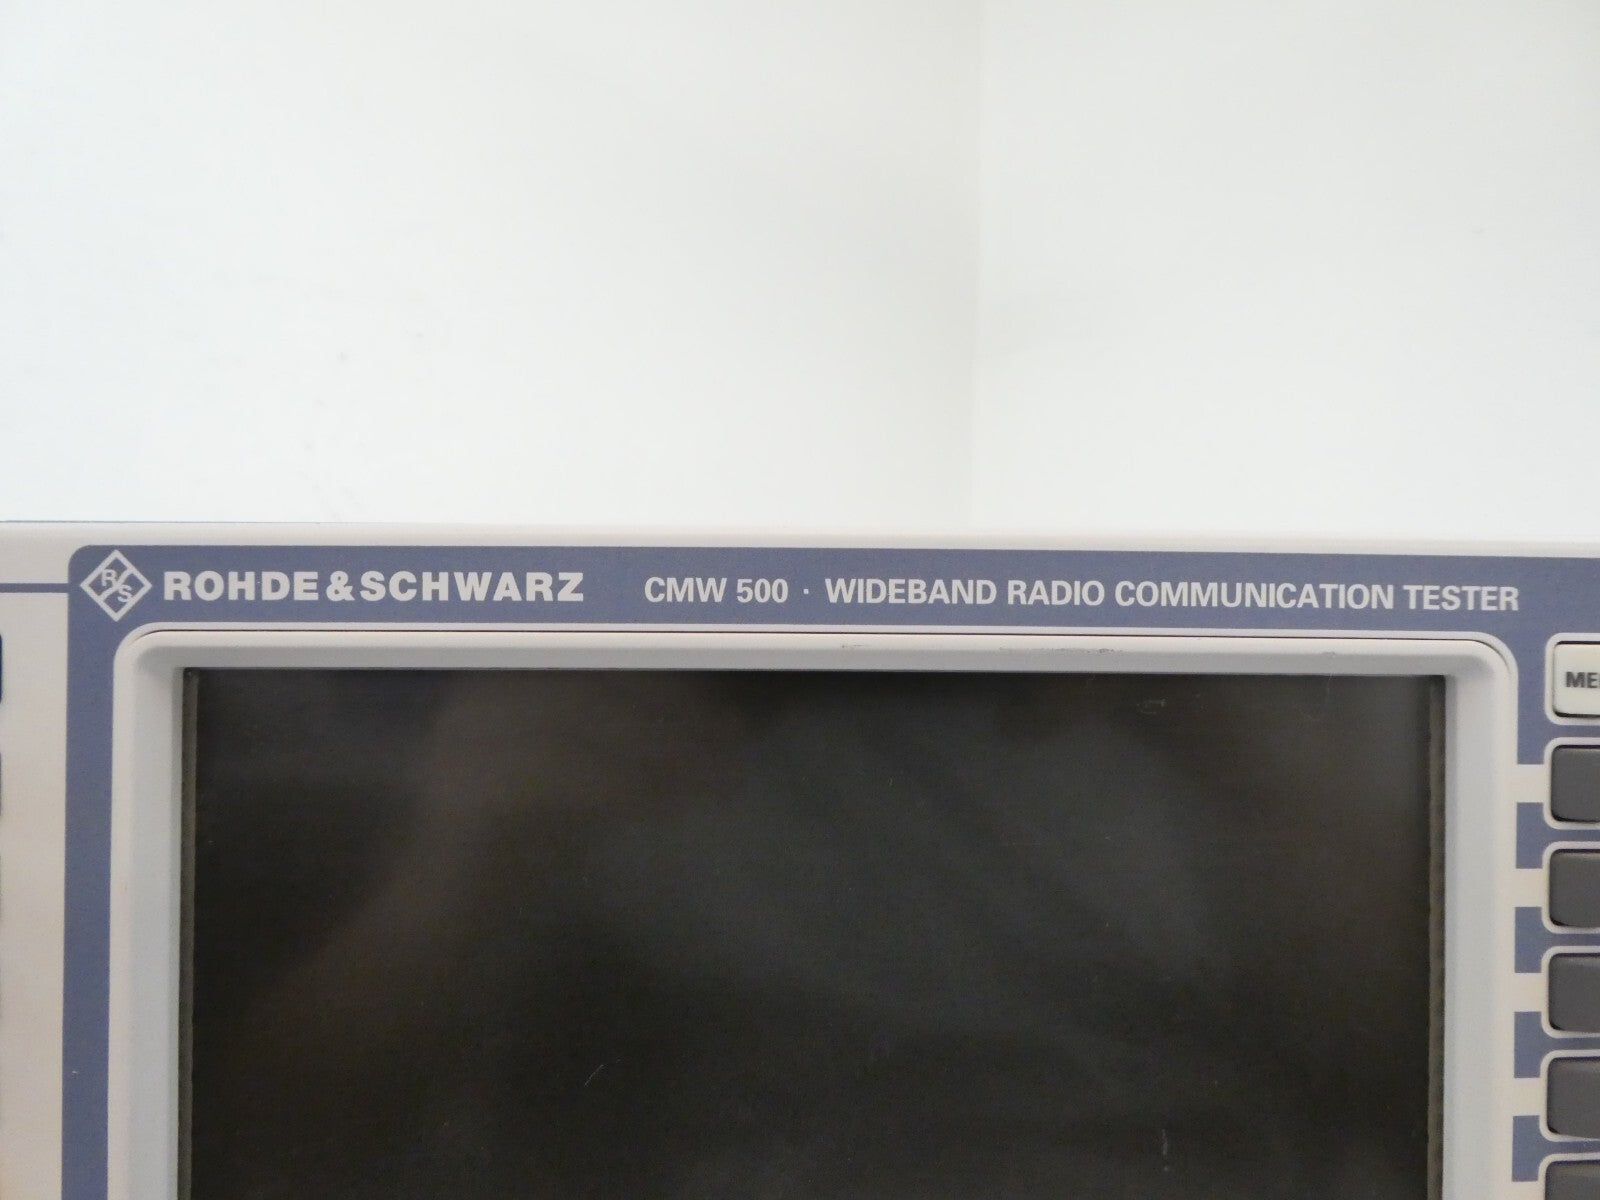 R S ROHDE&SCHWARZ CMW 500 · WIDEBAND RADIO COMMUNICATION TESTER